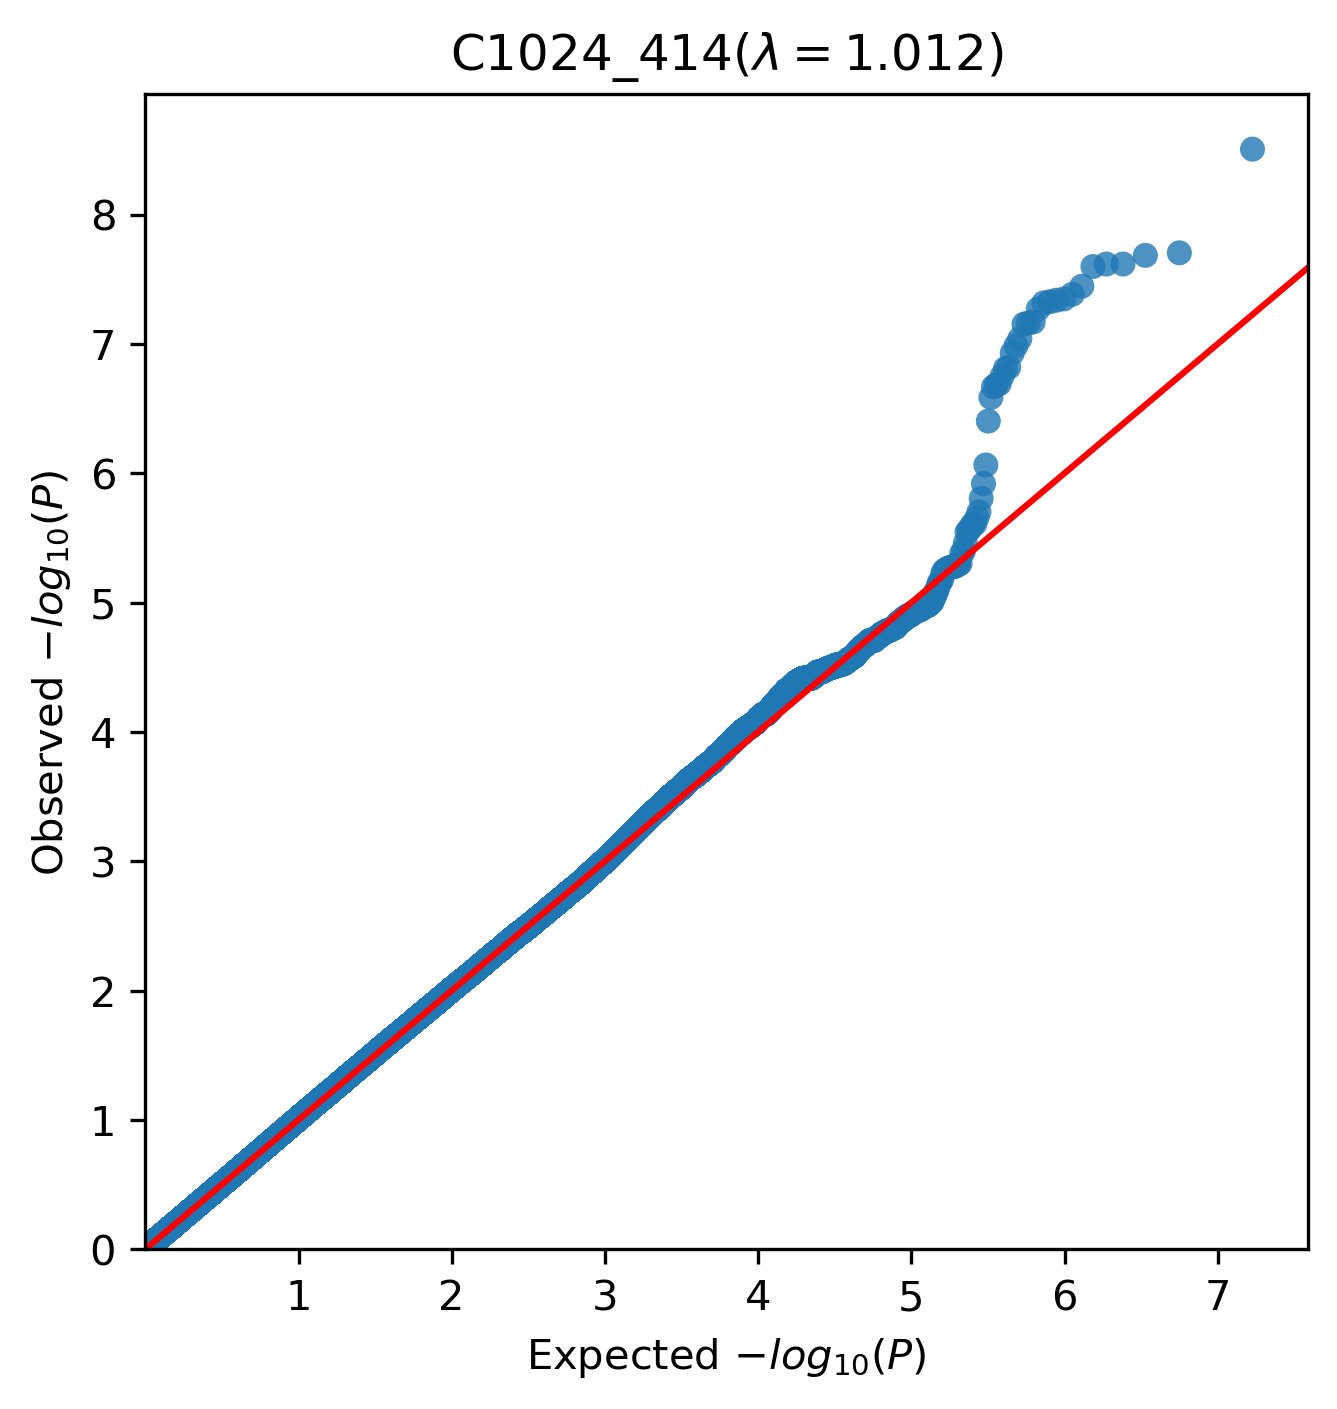 C1024_414(λ = 1.012)
Observed −log10(P)
8
7
6
5
4
3
2
1
0
1 2 3 4 5 6 7
Expected −log10(P)